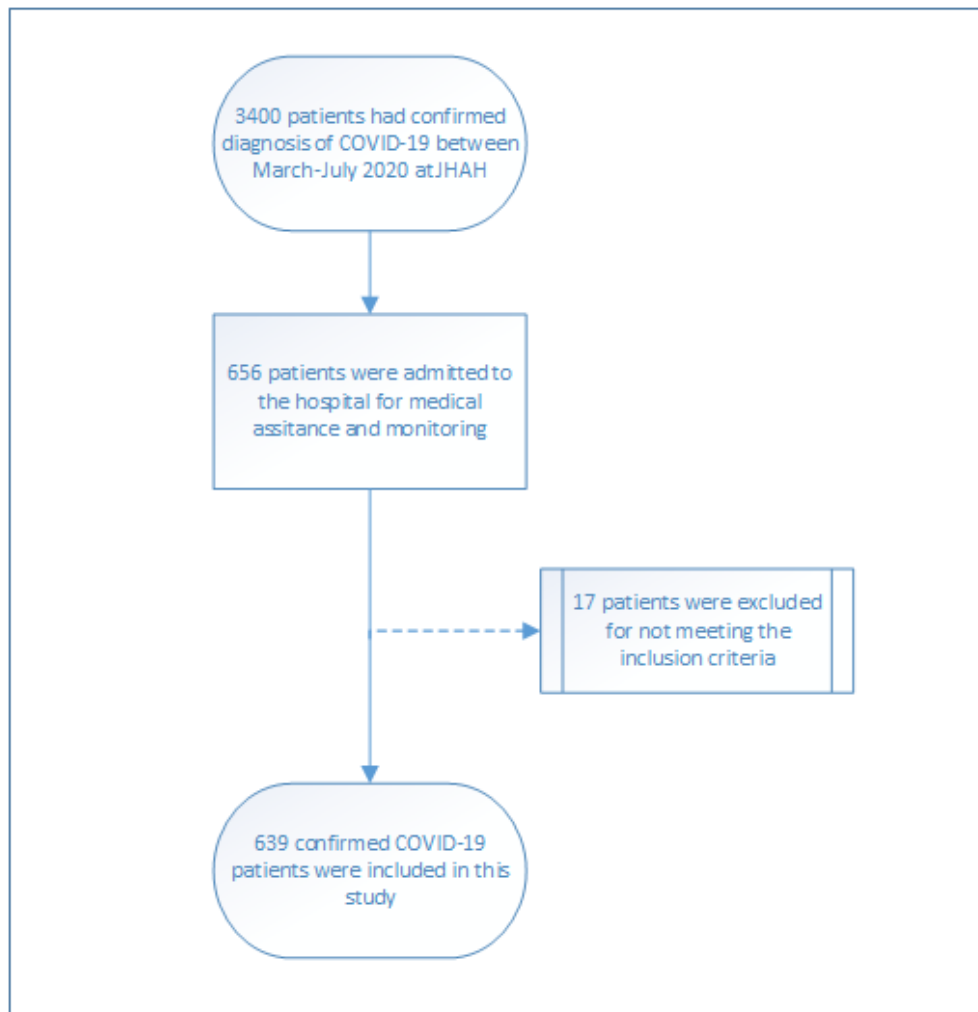 3400 patients had confirmed
diagnosis of COVID-19 between
March-July 2020 atJHAH
656 patients were admitted to
the hospital for medical
assitance and monitoring
17 patients were excluded
for not meeting the
inclusion criteria
639 confirmed COVID-19
patients were included in this
study